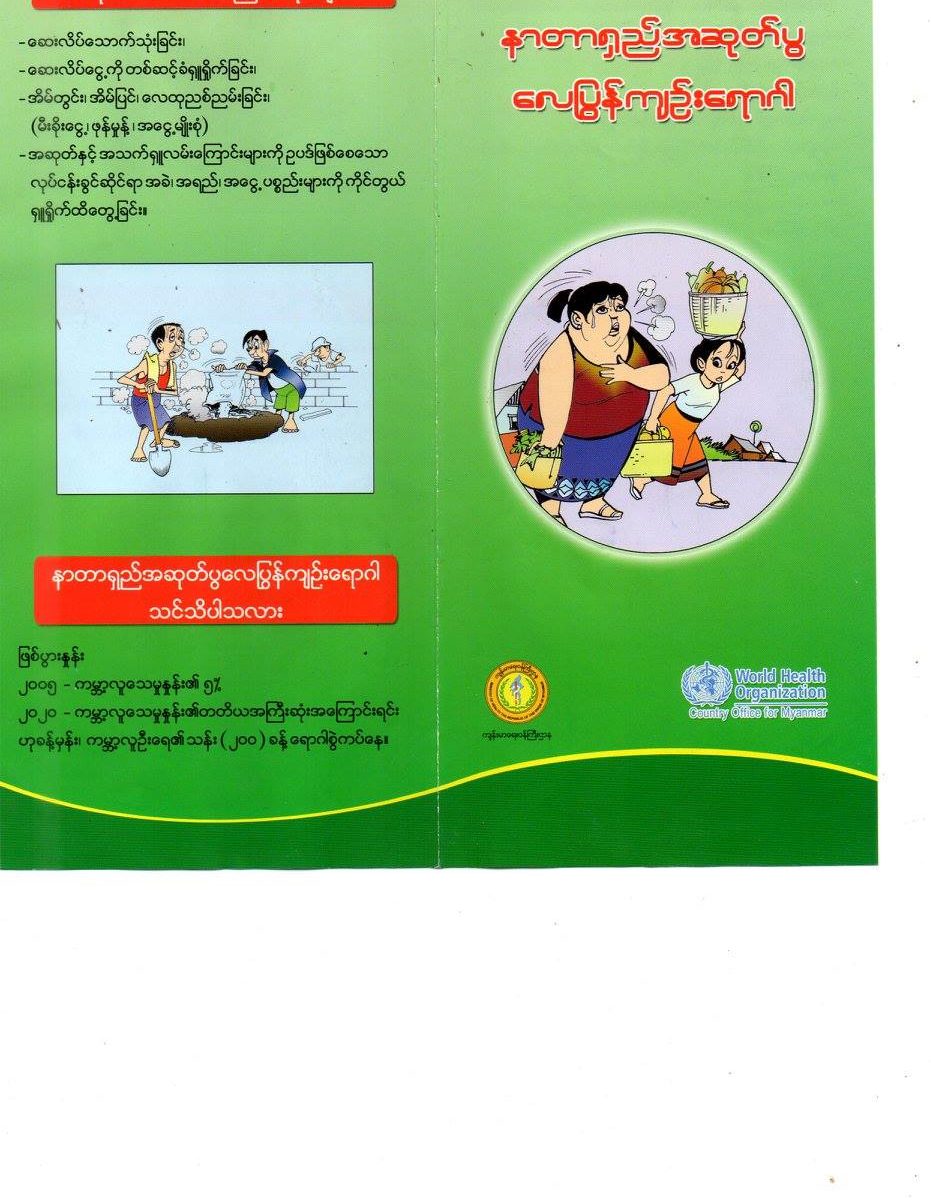 -ဆေးလိပ်သောက်သုံးခြင်း၊
-ဆေးလိပ်ငွေ့ကို တစ်ဆင့်ခံရှူရှိုက်ခြင်း၊
-အိမ်တွင်း၊ အိမ်ပြင်၊ လေထုညစ်ညမ်းခြင်း၊
(မီးခိုးငွေ့၊ ဖုန်မှုန့်၊ အငွေ့မျိုးစုံ)
-အဆုတ်နှင့် အသက်ရှူလမ်းကြောင်းများကို ဥပဒ်ဖြစ်စေသော
လုပ်ငန်းခွင်ဆိုင်ရာ အခဲ၊ အရည်၊ အငွေ့ ပစ္စည်းများကို ကိုင်တွယ်
ရှူရှိုက်ထိတွေ့ခြင်း။
နာတာရှည်အဆုတ်ပွလေပြွန်ကျဉ်းရောဂါ
သင်သိပါသလား
ဖြစ်ပွားနှုန်း
၂၀၀၅ - ကမ္ဘာ့လူသေမှုနှုန်း၏ ၅%
၂၀၂၀ - ကမ္ဘာ့လူသေမှုနှုန်း၏တတိယအကြီးဆုံးအကြောင်းရင်း
ဟုခန့်မှန်း၊ ကမ္ဘာ့လူဦးရေ၏ သန်း (၂၀၀) ခန့် ရောဂါစွဲကပ်နေ။
နာတာရှည်အဆုတ်ပွ
လေပြွန်ကျဉ်းရောဂါ
ကျန်းမာရေးဝန်ကြီးဌာန
World Health
Organization
Country Office for Myanmar